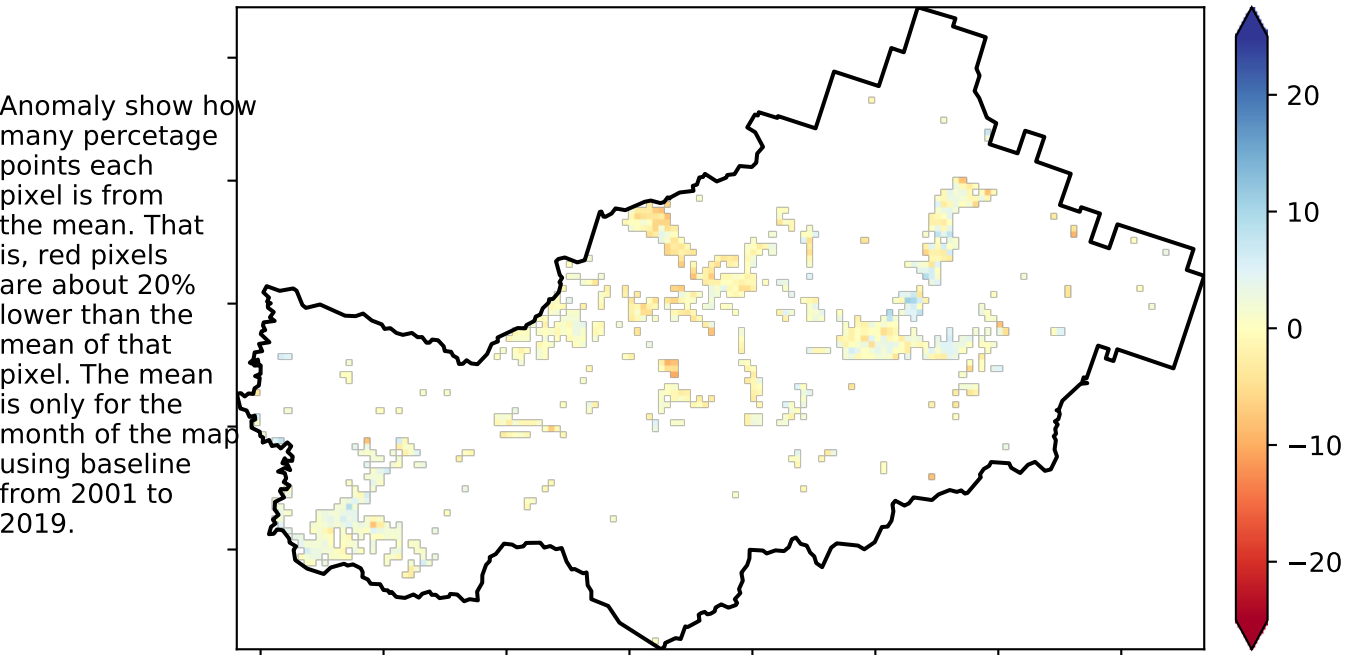 Anomaly show how
many percetage
points each
pixel is from
the mean. That
is, red pixels
are about 20%
lower than the
mean of that
pixel. The mean
is only for the
month of the map
using baseline
from 2001 to
2019.
20
10
0
−10
−20